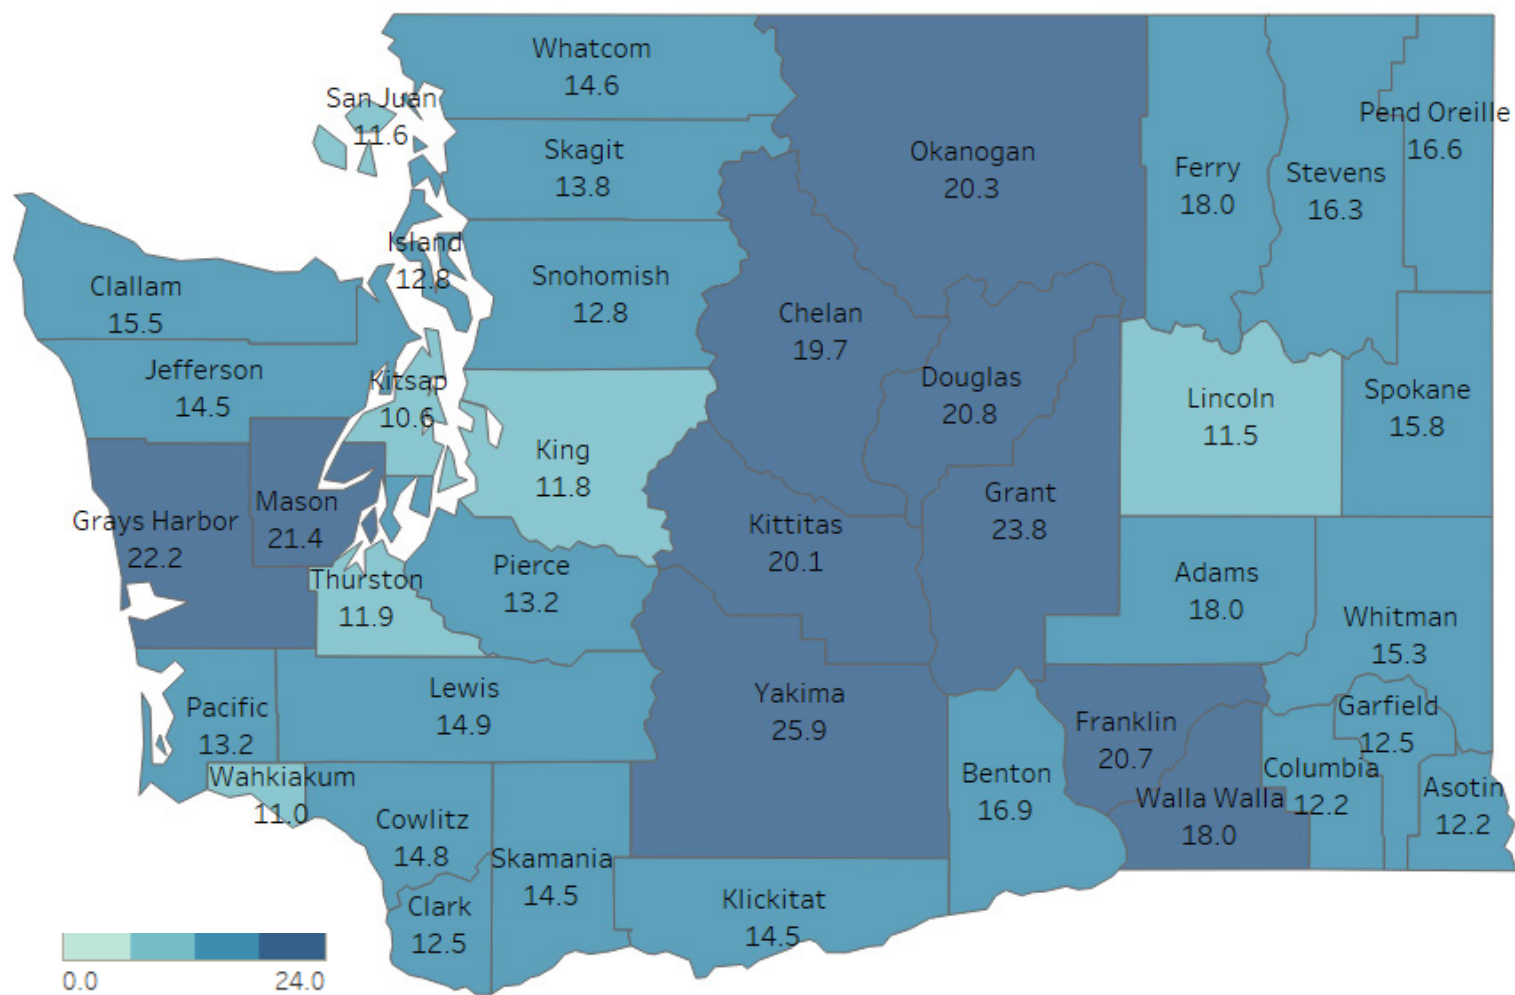 Whatcom
14.6
San Juan
11.6
Skagit
13.8
Okanogan
20.3
Ferry
18.0
Stevens
16.3
Pend Oreille
16.6
Island
12.8
Clallam
15.5
Snohomish
12.8
Chelan
19.7
Jefferson
14.5
Kitsap
10.6
Douglas
20.8
Lincoln
11.5
Spokane
15.8
King
11.8
Grays Harbor
22.2
Mason
21.4
Kittitas
20.1
Grant
23.8
Thurston
11.9
Pierce
13.2
Adams
18.0
Whitman
15.3
Pacific
13.2
Lewis
14.9
Yakima
25.9
Franklin
20.7
Garfield
12.5
Wahkiakum
11.0
Benton
16.9
Columbia
12.2
Walla Walla
18.0
Asotin
12.2
Cowlitz
14.8
Skamania
14.5
Clark
12.5
Klickitat
14.5
0.0 24.0